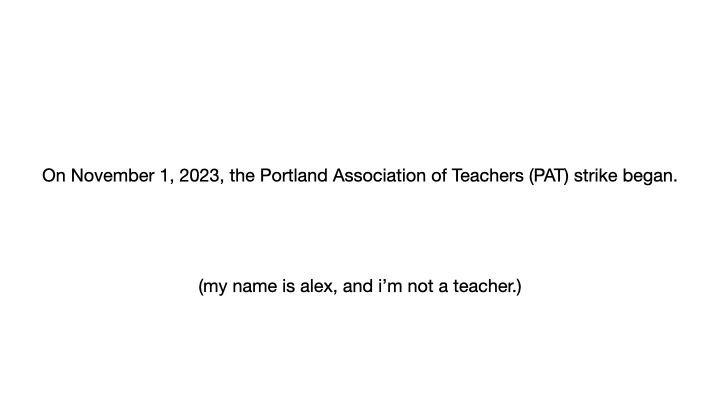 On November 1, 2023, the Portland Association of Teachers (PAT) strike began.
(my name is alex, and i’m not a teacher.)